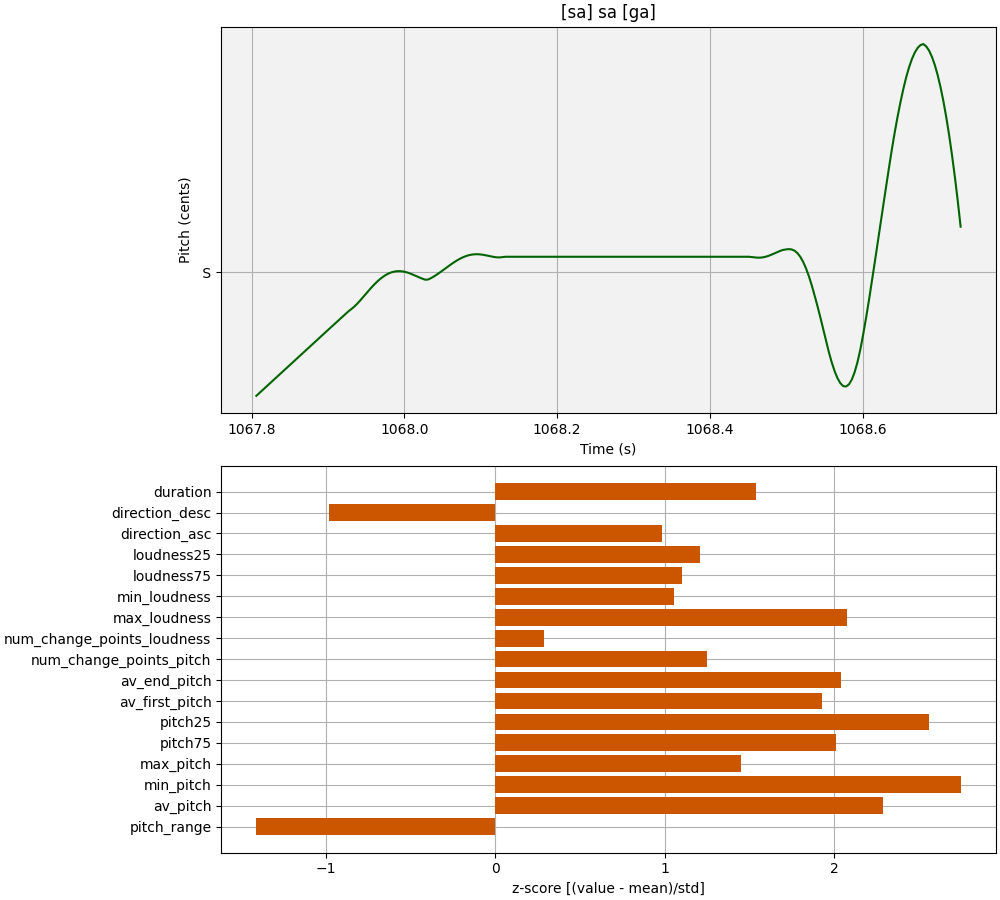 [sa] sa [ga]
Pitch (cents)
S
1067.8 1068.0 1068.2 1068.4 1068.6
Time (s)
duration
direction_desc
direction_asc
loudness25
loudness75
min_loudness
max_loudness
num_change_points_loudness
num_change_points_pitch
av_end_pitch
av_first_pitch
pitch25
pitch75
max_pitch
min_pitch
av_pitch
pitch_range
−1 0 1 2
z-score [(value - mean)/std]